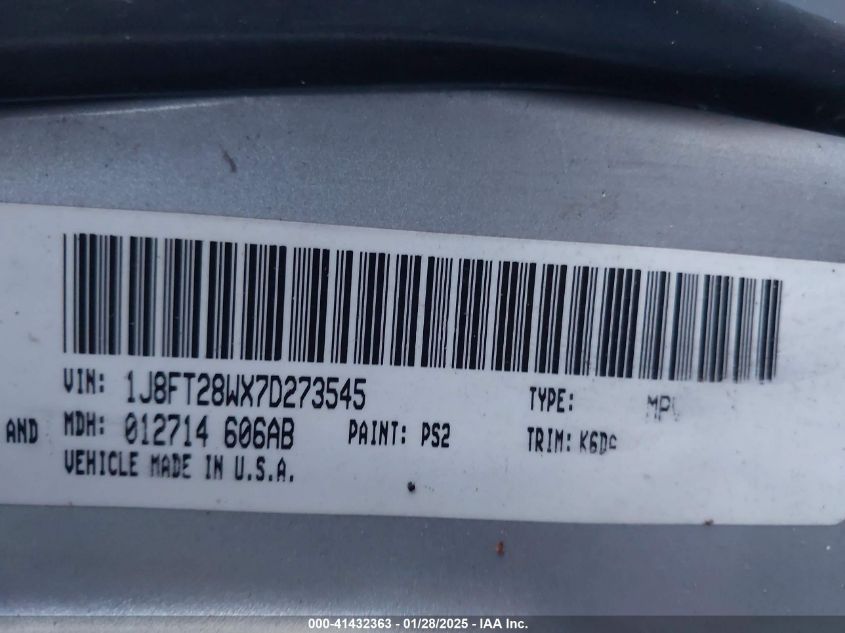 VIN: 1J8FT28WX7D273545 TYPE:
AND MDH: 012714 606AB PAINT: PS2 TRIM:
VEHICLE MADE IN U.S.A.
000-41432363 - 01/28/2025 - IAA Inc.